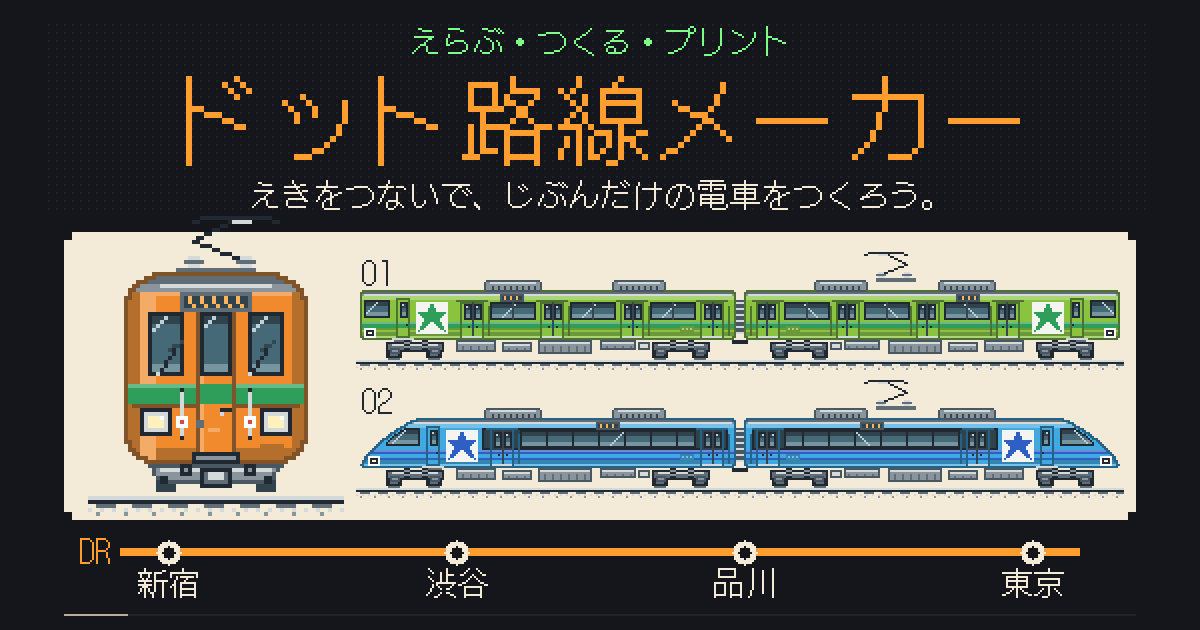 えらぶ・つくる・プリント
ドット路線メーカー
えきをつないで、じぶんだけの電車をつくろう。
01
02
DR
新宿 渋谷 品川 東京